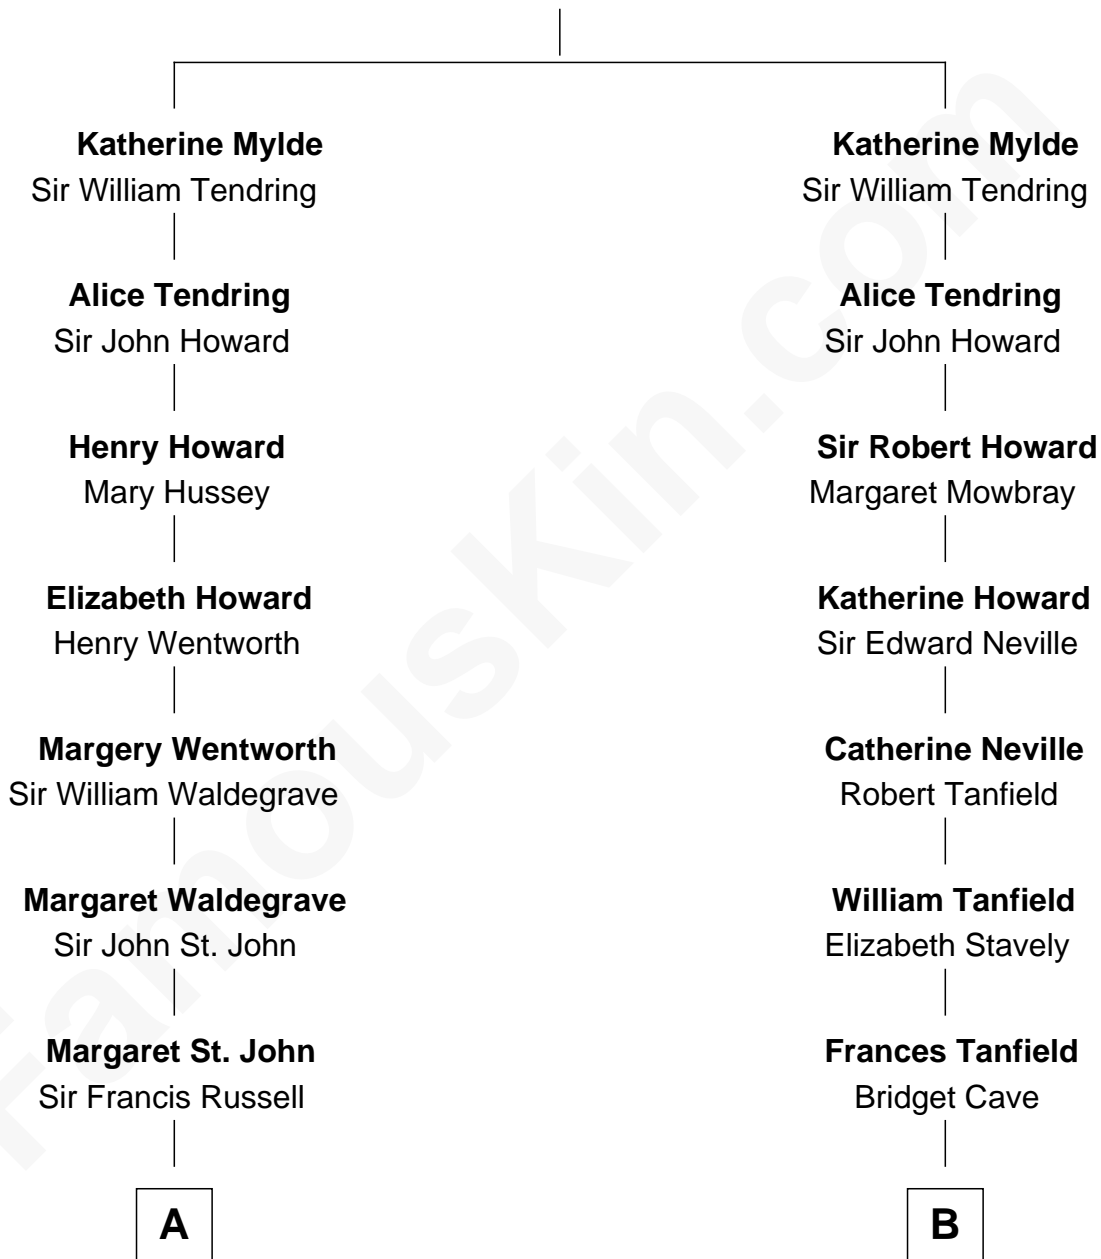 Katherine Mylde
Sir William Tendring
Alice Tendring
Sir John Howard
Henry Howard
Mary Hussey
Elizabeth Howard
Henry Wentworth
Margery Wentworth
Sir William Waldegrave
Margaret Waldegrave
Sir John St. John
Margaret St. John
Sir Francis Russell
A
Katherine Mylde
Sir William Tendring
Alice Tendring
Sir John Howard
Sir Robert Howard
Margaret Mowbray
Katherine Howard
Sir Edward Neville
Catherine Neville
Robert Tanfield
William Tanfield
Elizabeth Stavely
Frances Tanfield
Bridget Cave
B
FamousKin.com